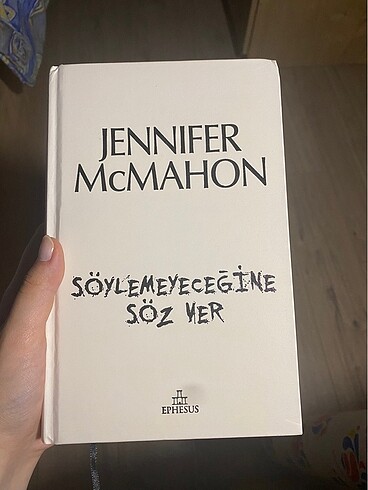 JENNIFER
McMAHON
SÖYLEMEYECEĞİNE
SÖZ VER
EPHESUS